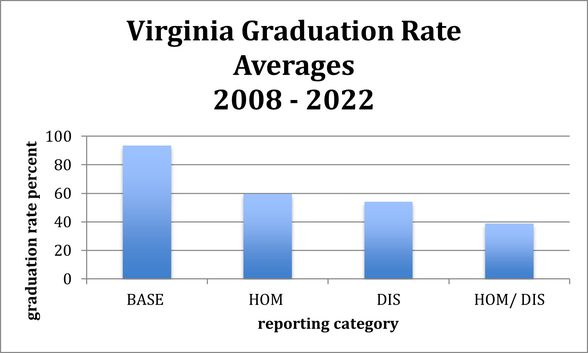 Virginia Graduation Rate
Averages
2008 - 2022
graduation rate percent
100
80
60
40
20
0
BASE
HOM
DIS
HOM/ DIS
reporting category